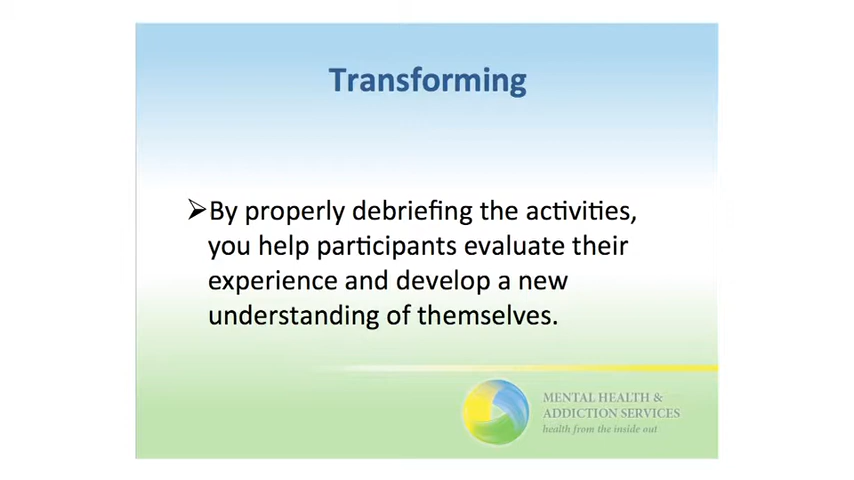 Transforming
➢By properly debriefing the activities,
you help participants evaluate their
experience and develop a new
understanding of themselves.
MENTAL HEALTH &
ADDICTION SERVICES
health from the inside out